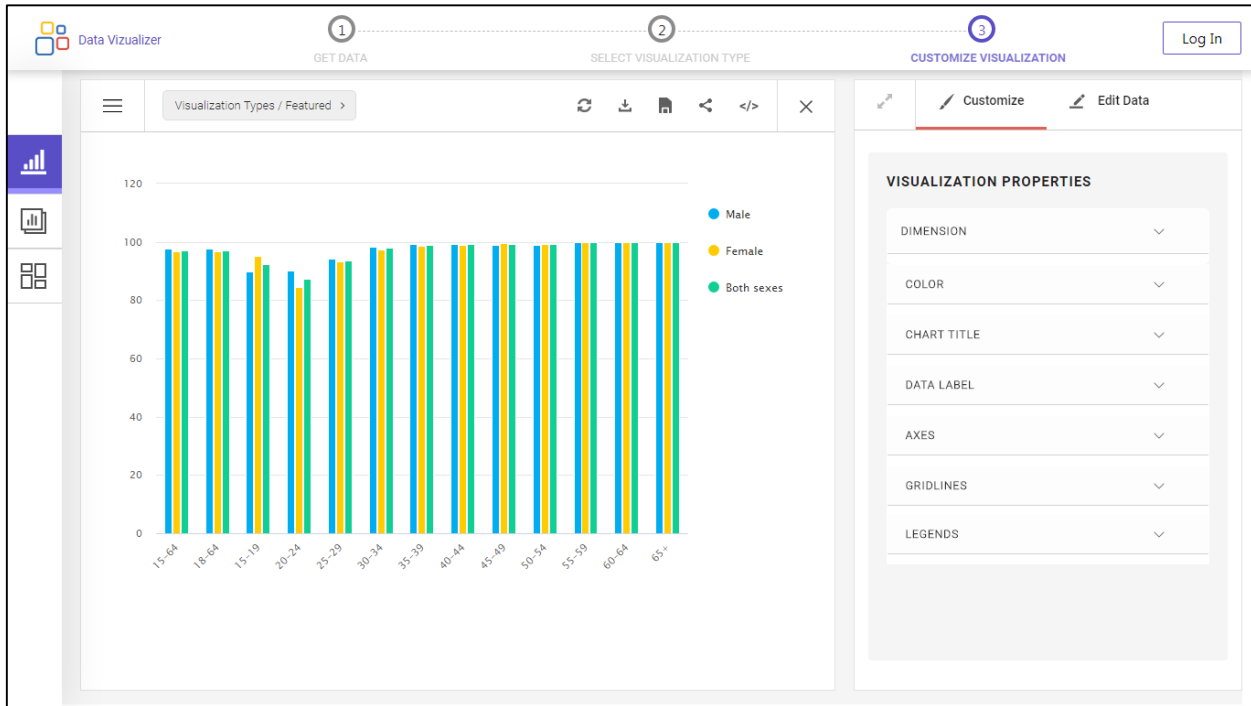 Data Vizualizer
1
GET DATA
2
SELECT VISUALIZATION TYPE
3
CUSTOMIZE VISUALIZATION
Log In
Visualization Types / Featured >
</>
Customize
Edit Data
120
100
80
60
40
20
0
15-64
18-64
15-19
20-24
25-29
30-34
35-39
40-44
45-49
50-54
55-59
60-64
65+
Male
Female
Both sexes
VISUALIZATION PROPERTIES
DIMENSION
COLOR
CHART TITLE
DATA LABEL
AXES
GRIDLINES
LEGENDS